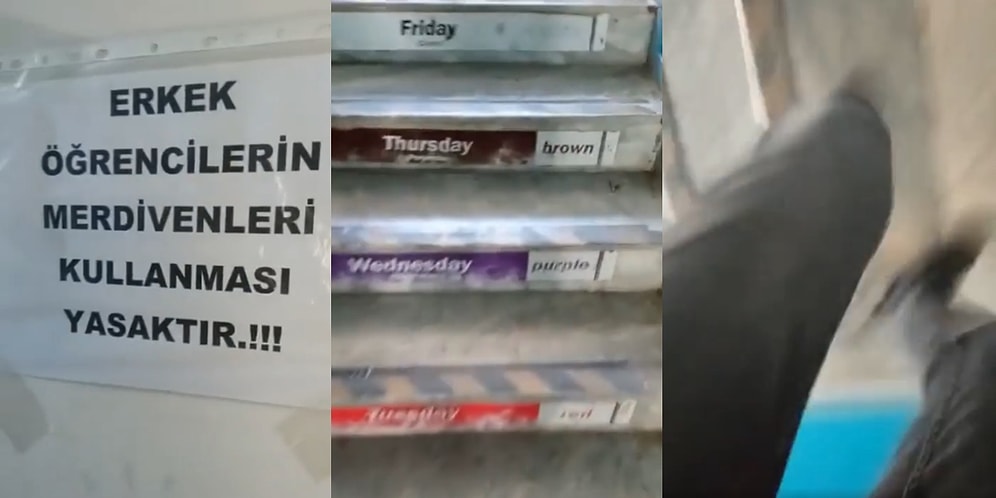 ERKEK
ÖĞRENCİLERİN
MERDİVENLERİ
KULLANMASI
YASAKTIR.!!!
Friday
Thursday brown
Wednesday purple
Tuesday red